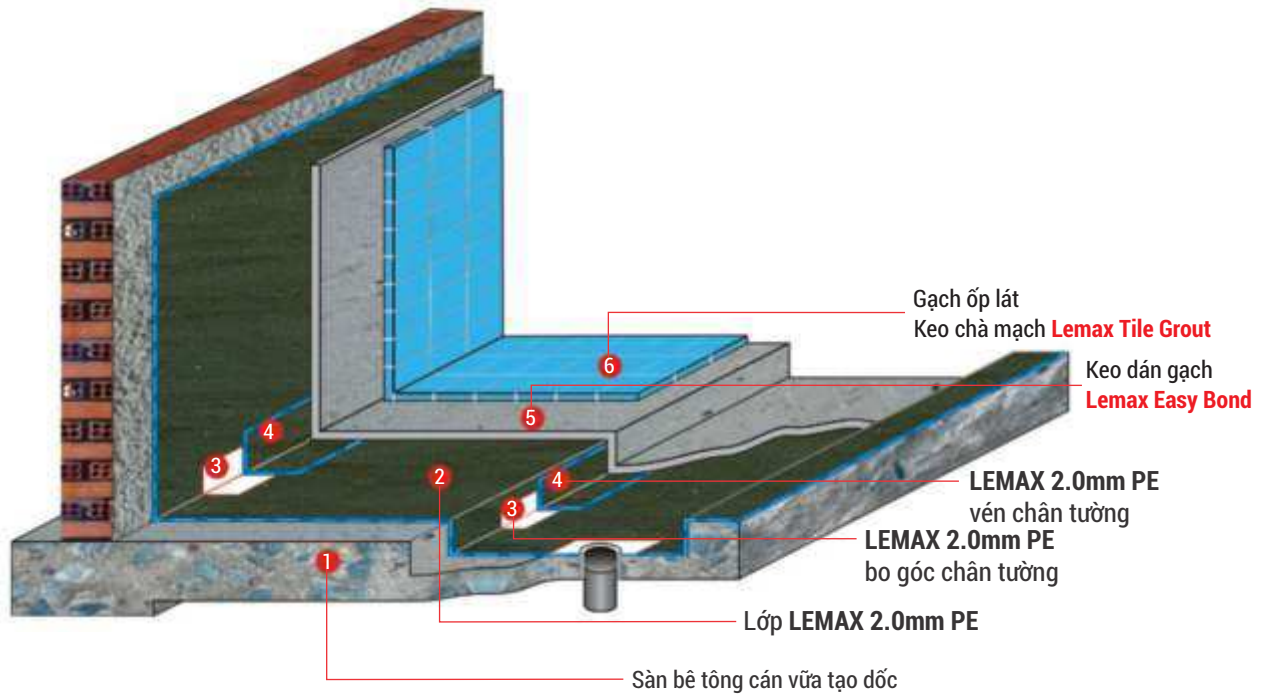 Gạch ốp lát
Keo chà mạch Lemax Tile Grout
6
Keo dán gạch
Lemax Easy Bond
5
4
3
2
4
3
LEMAX 2.0mm PE
vén chân tường
LEMAX 2.0mm PE
bo góc chân tường
1
Lớp LEMAX 2.0mm PE
Sàn bê tông cán vữa tạo dốc